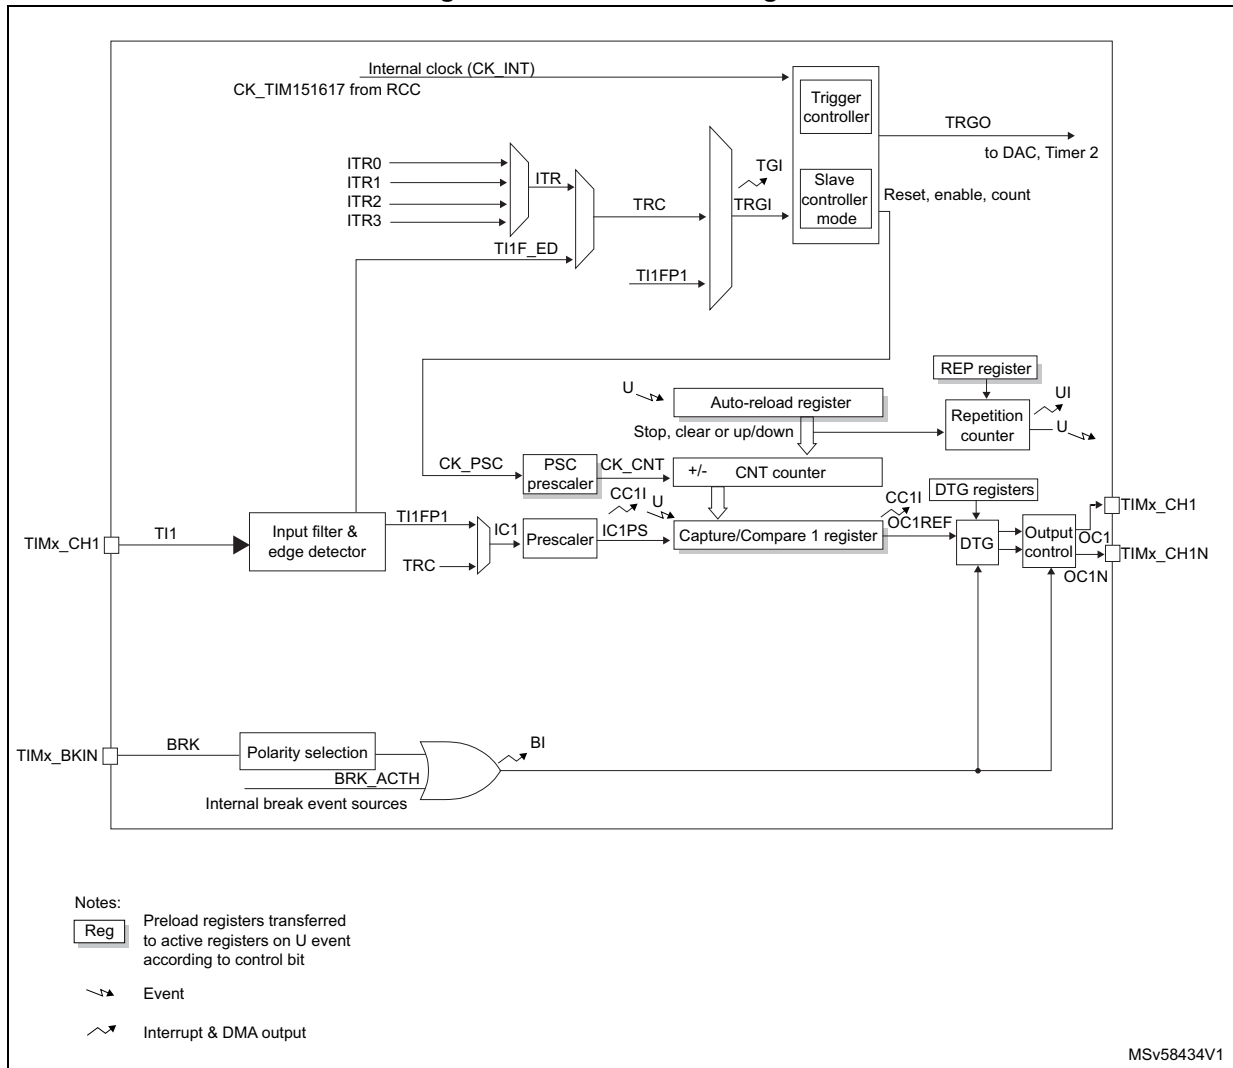 Internal clock (CK_INT)
CK_TIM151617 from RCC
Trigger
controller
TRGO
to DAC, Timer 2
ITR0
ITR1
ITR2
ITR3
ITR
TI1F_ED
TRC
TI1FP1
TGI
TRGI
Slave
controller
mode
Reset, enable, count
REP register
U
Auto-reload register
Stop, clear or up/down
Repetition
counter
UI
U
CK_PSC
PSC
prescaler
CK_CNT
+/-
CNT counter
CC1I
U
CC1I
DTG registers
TIMx_CH1
TI1
Input filter &
edge detector
TI1FP1
TRC
IC1
Prescaler
IC1PS
Capture/Compare 1 register
OC1REF
DTG
Output
control
OC1
TIMx_CH1
TIMx_CH1N
OC1N
TIMx_BKIN
BRK
Polarity selection
BRK_ACTH
Internal break event sources
BI
Notes:
Reg
Preload registers transferred
to active registers on U event
according to control bit
Event
Interrupt & DMA output
MSv58434V1